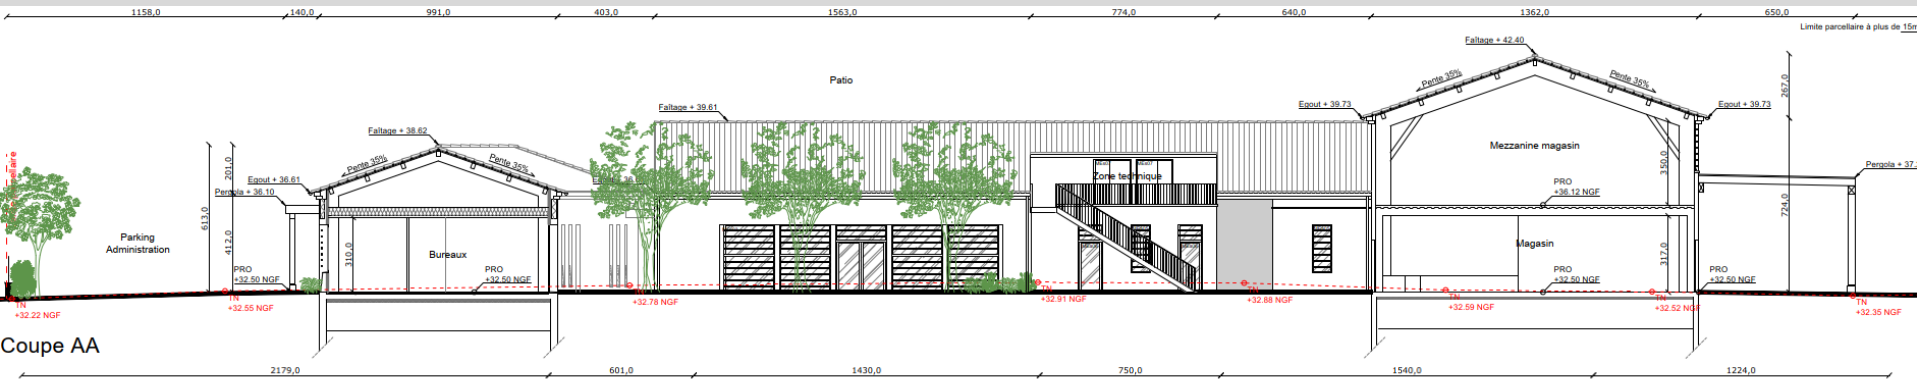 1158,0 140,0 991,0 403,0 1563,0 774,0 640,0 1362,0 650,0
Limite parcellaire à plus de 15m
Faîtage + 42.40
Pente 35%
Pente 35%
267,0
Patio
Faîtage + 39.61
Egout + 39.73
Egout + 39.73
Faîtage + 38.62
Pente 35%
Pente 35%
201,0
Mezzanine magasin
350,0
Zone technique
Pergola + 37.
Egout + 36.61
Pergola + 36.10
PRO
+36.12 NGF
613,0
724,0
Parking
Administration
412,0
310,0
Bureaux
Magasin
317,0
PRO
+32.50 NGF
PRO
+32.50 NGF
PRO
+32.50 NGF
PRO
+32.50 NGF
TN
+32.22 NGF
TN
+32.55 NGF
+32.78 NGF
TN
+32.91 NGF
TN
+32.88 NGF
TN
+32.59 NGF
TN
+32.52 NGF
TN
+32.35 NGF
Coupe AA
2179,0 601,0 1430,0 750,0 1540,0 1224,0